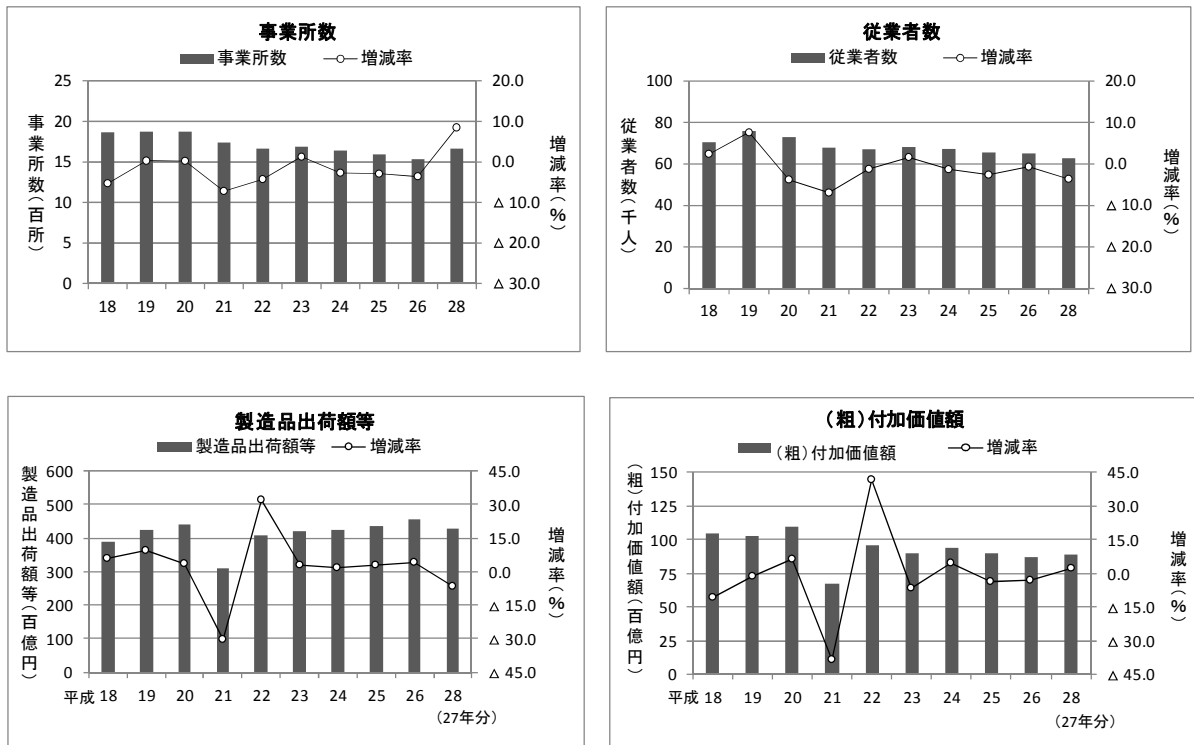 事業所数
事業所数 増減率
事業所数(百所)
25
20
15
10
5
0
20.0
10.0
0.0
△ 10.0
△ 20.0
△ 30.0
増減率(%)
18 19 20 21 22 23 24 25 26 28
従業者数
従業者数 増減率
従業者数(千人)
100
80
60
40
20
0
20.0
10.0
0.0
△ 10.0
△ 20.0
△ 30.0
増減率(%)
18 19 20 21 22 23 24 25 26 28
製造品出荷額等
製造品出荷額等 増減率
製造品出荷額等(百億円)
600
500
400
300
200
100
0
45.0
30.0
15.0
0.0
△ 15.0
△ 30.0
△ 45.0
増減率(%)
平成 18 19 20 21 22 23 24 25 26 28
(27年分)
(粗)付加価値額
(粗)付加価値額 増減率
(粗)付加価値額(百億円)
150
125
100
75
50
25
0
45.0
30.0
15.0
0.0
△ 15.0
△ 30.0
△ 45.0
増減率(%)
平成 18 19 20 21 22 23 24 25 26 28
(27年分)